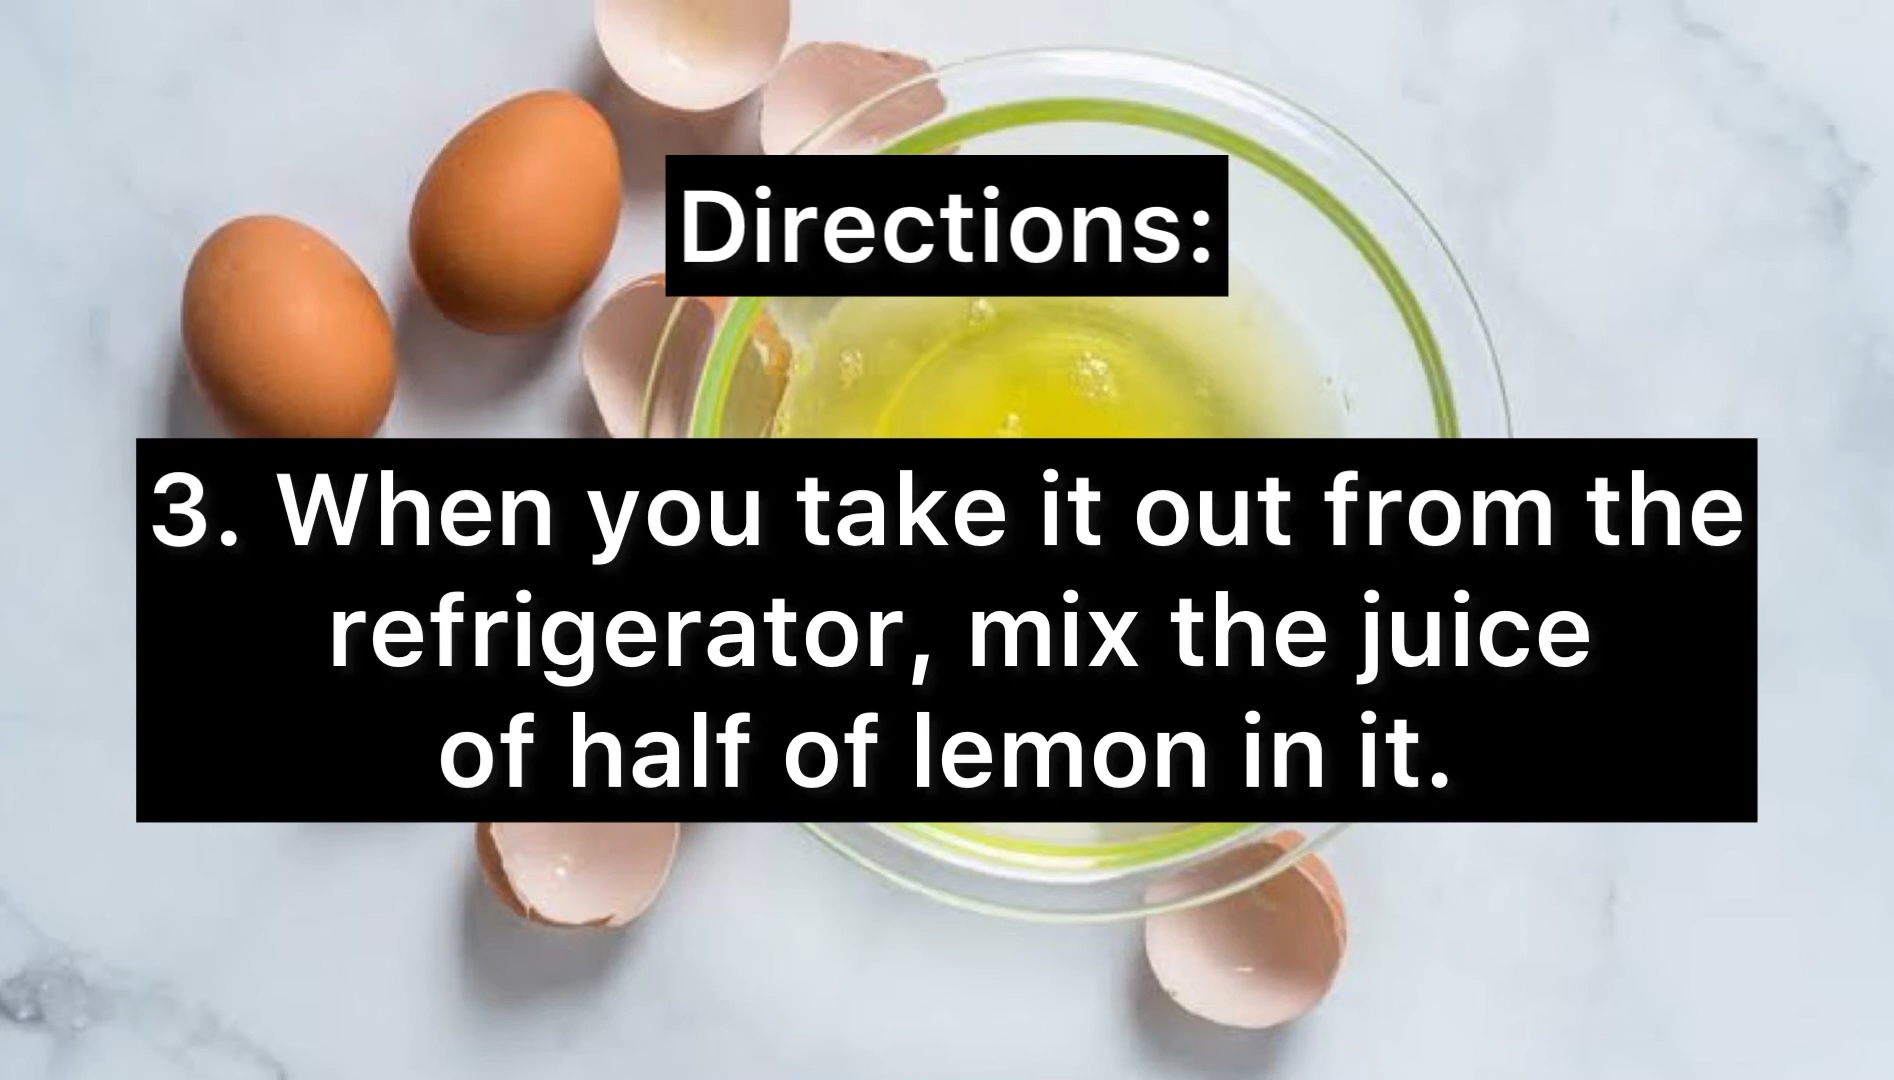 Directions:
3. When you take it out from the
refrigerator, mix the juice
of half of lemon in it.